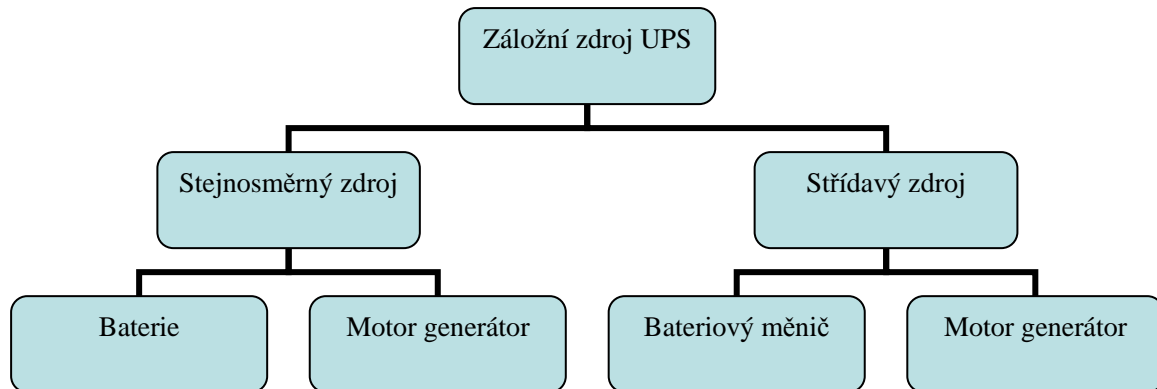 Záložní zdroj UPS
Stejnosměrný zdroj
Střídavý zdroj
Baterie
Motor generátor
Bateriový měnič
Motor generátor